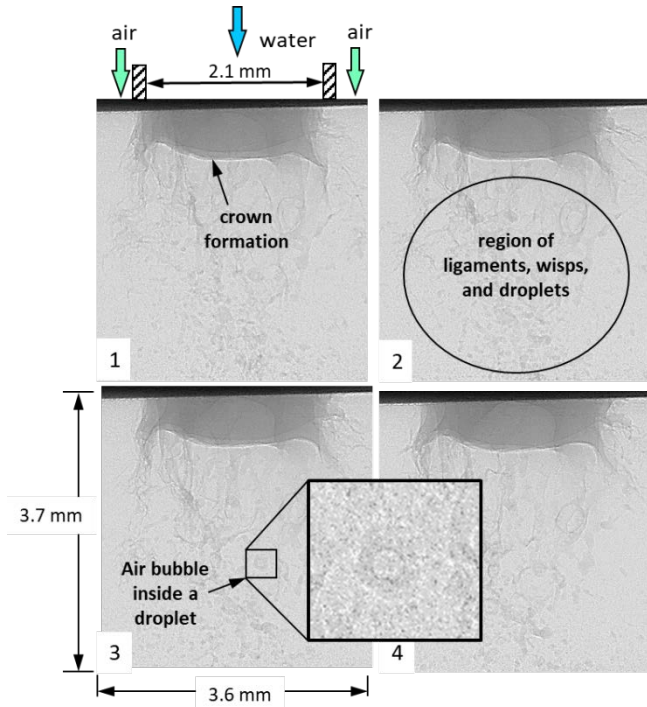 air
water
air
2.1 mm
crown
formation
1
region of
ligaments, wisps,
and droplets
2
3.7 mm
Air bubble
inside a
droplet
3
4
3.6 mm